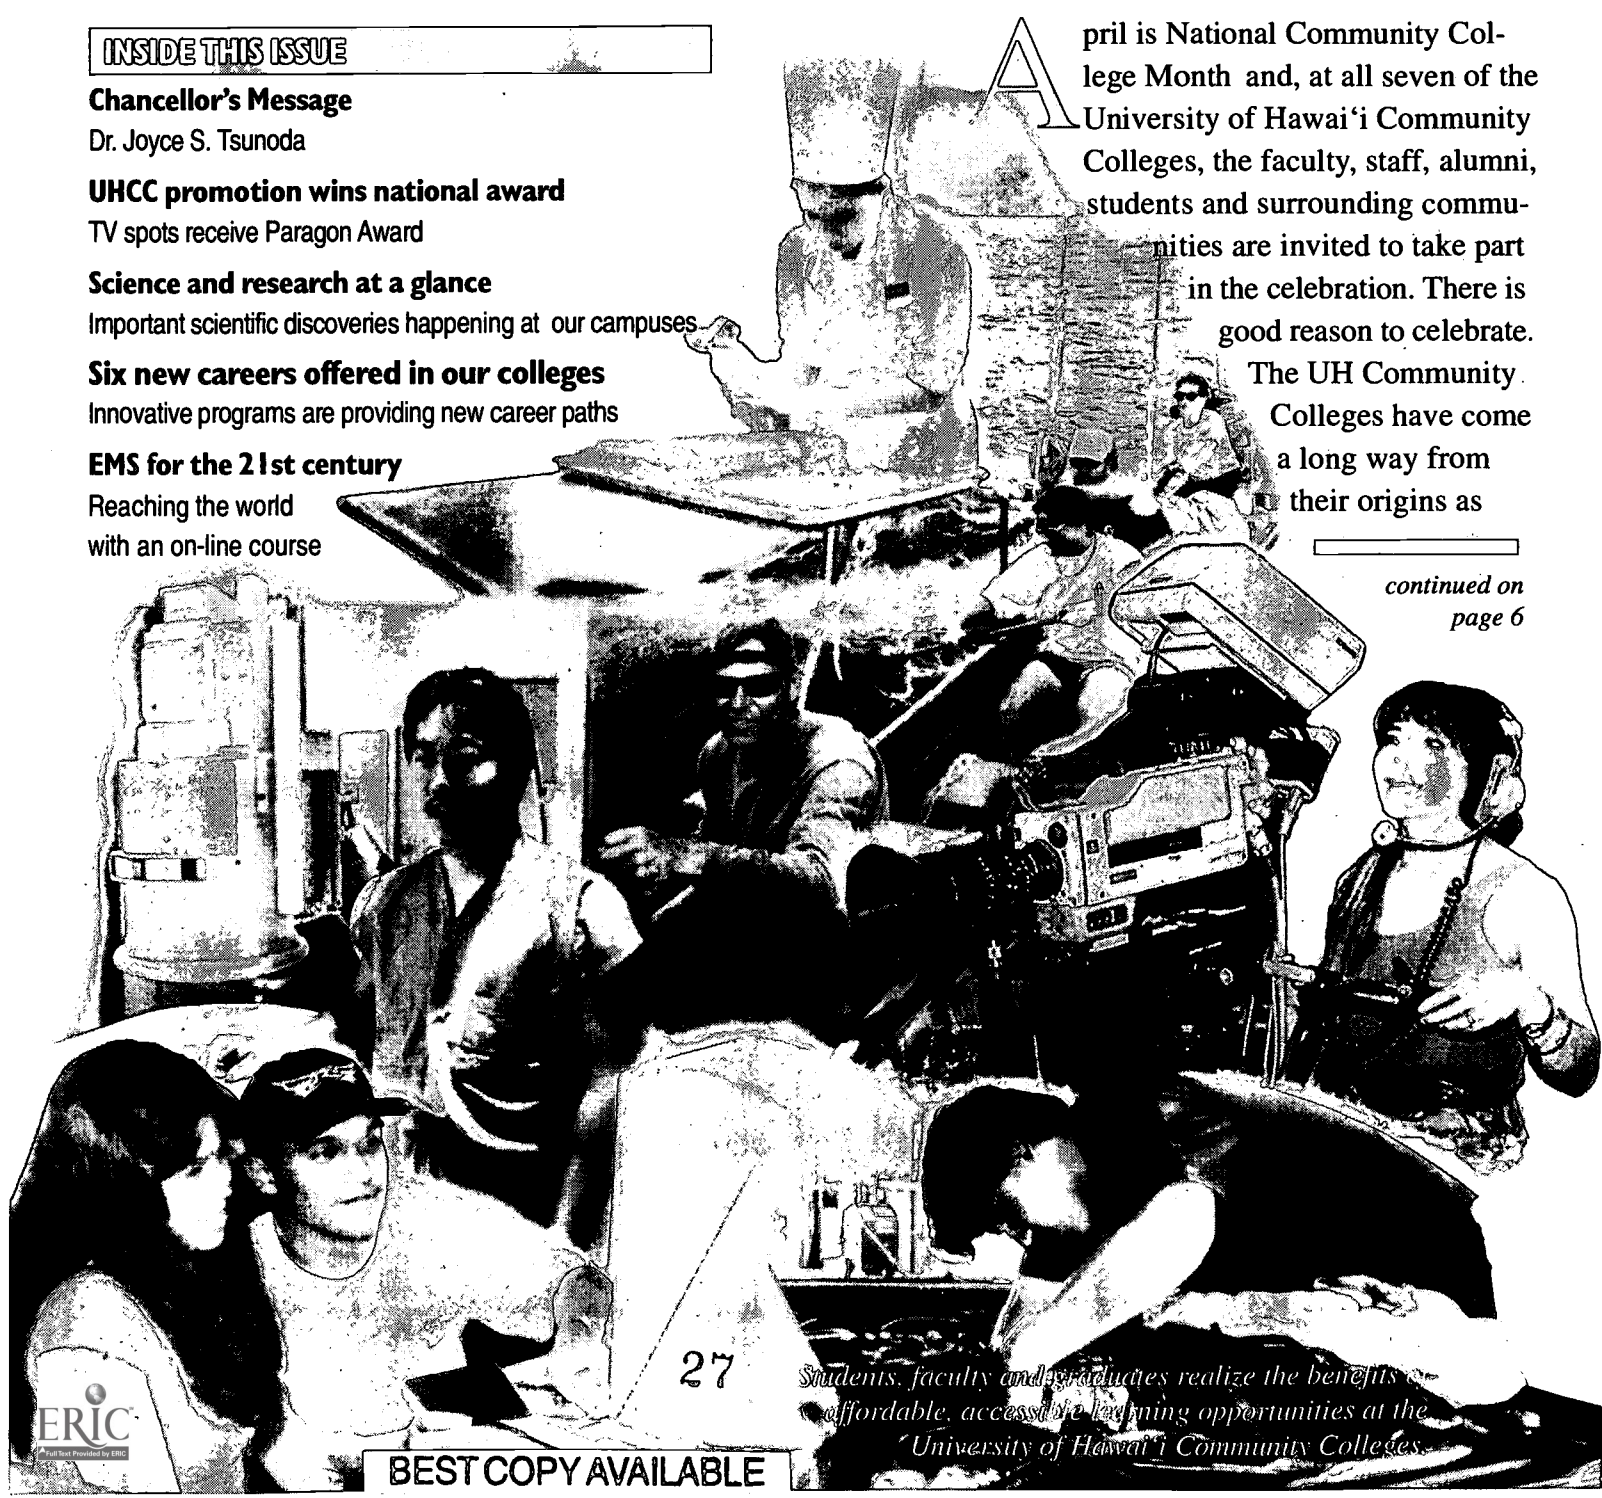 INSIDE THIS ISSUE
Chancellor's Message
Dr. Joyce S. Tsunoda
UHCC promotion wins national award
TV spots receive Paragon Award
Science and research at a glance
Important scientific discoveries happening at our campuses
Six new careers offered in our colleges
Innovative programs are providing new career paths
EMS for the 21st century
Reaching the world
with an on-line course
April is National Community Col-
lege Month and, at all seven of the
University of Hawai‘i Community
Colleges, the faculty, staff, alumni,
students and surrounding commu-
nities are invited to take part
in the celebration. There is
good reason to celebrate.
The UH Community
Colleges have come
a long way from
their origins as
continued on
page 6
27
Students, faculty and graduates realize the benefits of
affordable, accessible learning opportunities at the
University of Hawai‘i Community Colleges.
ERIC
Full Text Provided by ERIC
BEST COPY AVAILABLE